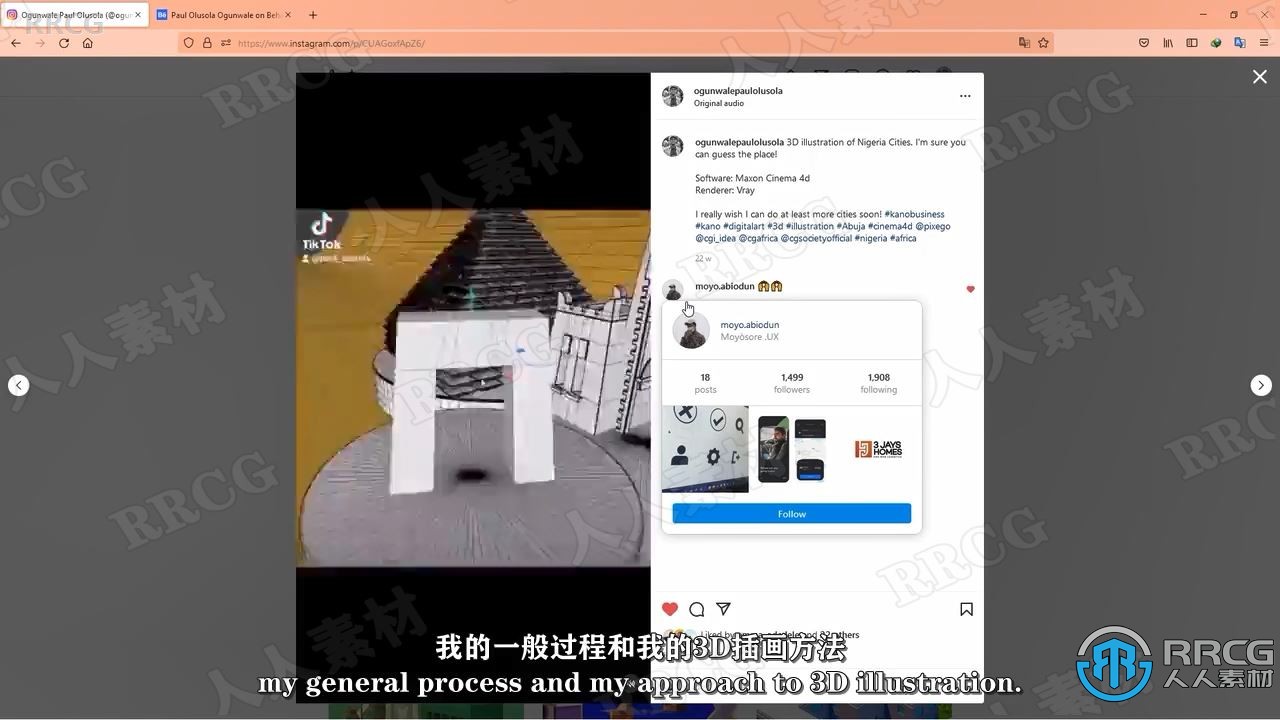 Ogunwale Paul Olusola (@ogun
Paul Olusola Ogunwale on Beh
https://www.instagram.com/p/CUAGoxfApZ6/
ogunwalepaulolusola
Original audio
ogunwalepaulolusola 3D illustration of Nigeria Cities. I'm sure you
can guess the place!
Software: Maxon Cinema 4d
Renderer: Vray
I really wish I can do at least more cities soon! #kanobusiness
#kano #digitalart #3d #illustration #Abuja #cinema4d @pixego
@cgi_idea @cgafrica @cgsocietyofficial #nigeria #africa
22 w
moyo.abiodun
moyo.abiodun
Moyòsore .UX
18 1,499 1,908
posts followers following
3 JAYS
HOMES
Follow
TikTok
Liked by
others
我的一般过程和我的3D插画方法
my general process and my approach to 3D illustration.
RRCG
人人素材